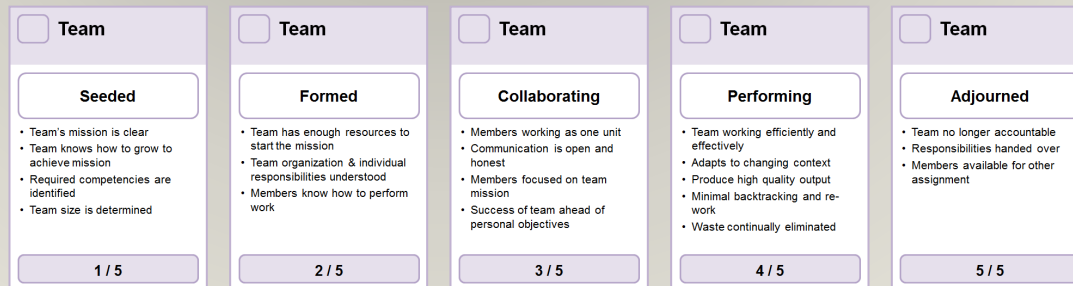 Team
Seeded
• Team's mission is clear
• Team knows how to grow to
achieve mission
• Required competencies are
identified
• Team size is determined
1 / 5
Team
Formed
• Team has enough resources to
start the mission
• Team organization & individual
responsibilities understood
• Members know how to perform
work
2 / 5
Team
Collaborating
• Members working as one unit
• Communication is open and
honest
• Members focused on team
mission
• Success of team ahead of
personal objectives
3 / 5
Team
Performing
• Team working efficiently and
effectively
• Adapts to changing context
• Produce high quality output
• Minimal backtracking and re-
work
• Waste continually eliminated
4 / 5
Team
Adjourned
• Team no longer accountable
• Responsibilities handed over
• Members available for other
assignment
5 / 5